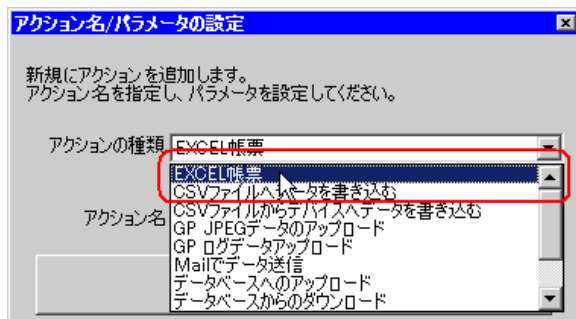 アクション名/パラメータの設定
新規にアクションを追加します。
アクション名を指定し、パラメータを設定してください。
アクションの種類 EXCEL帳票
EXCEL帳票
CSVファイルへデータを書き込む
アクション名 CSVファイルからデバイスへデータを書き込む
GP JPEGデータのアップロード
GP ログデータアップロード
Mailでデータ送信
データベースへのアップロード
データベースからのダウンロード